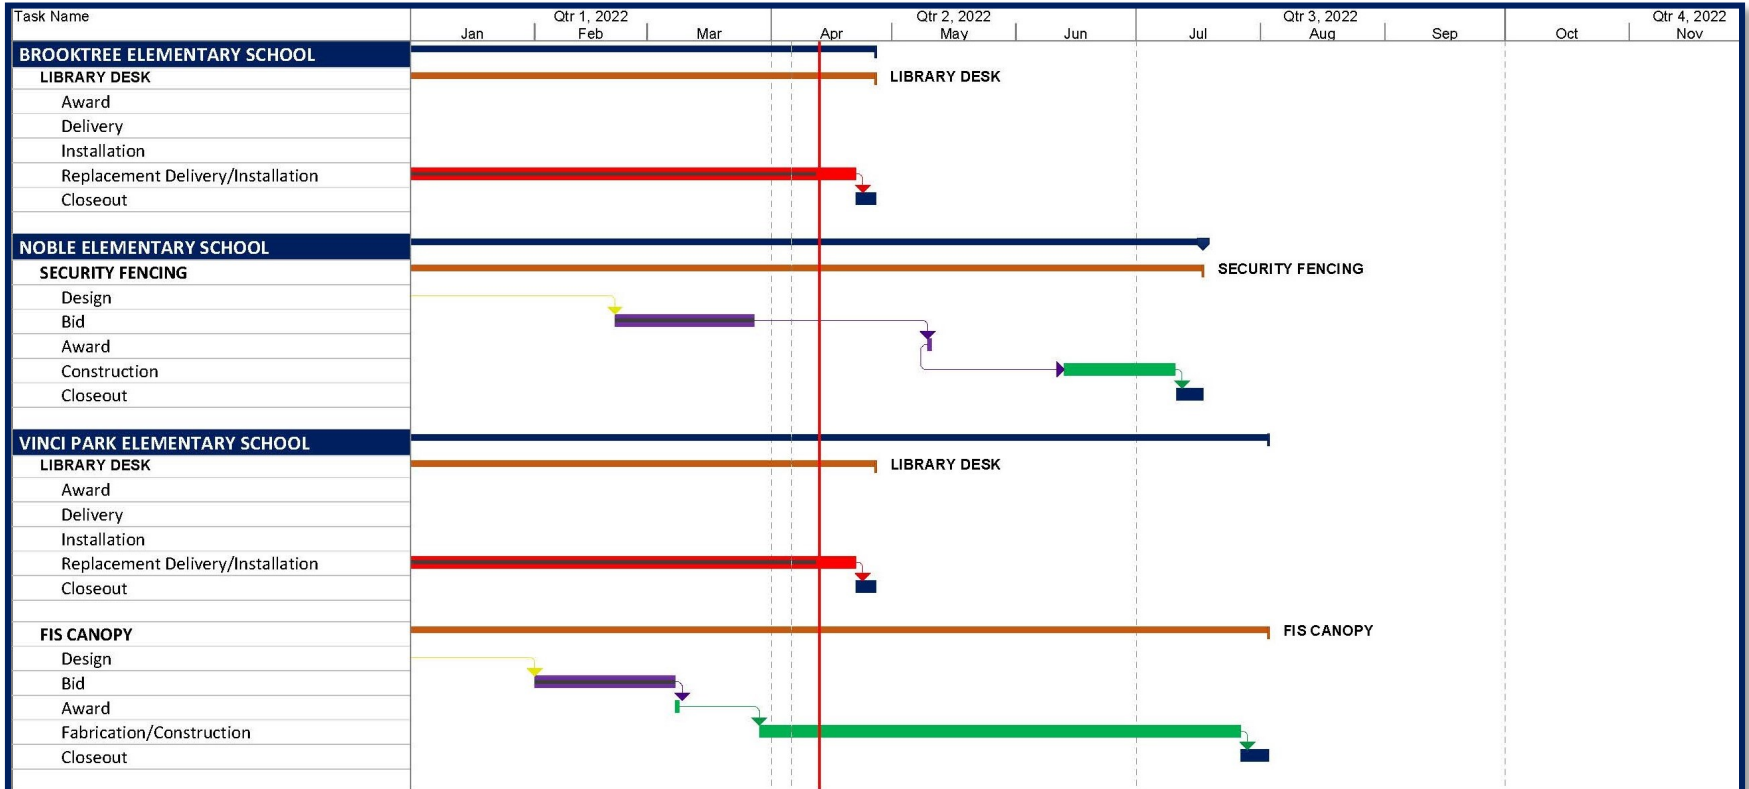 Task Name Qtr 1, 2022 Qtr 2, 2022 Qtr 3, 2022 Qtr 4, 2022
Jan Feb Mar Apr May Jun Jul Aug Sep Oct Nov
BROOKTREE ELEMENTARY SCHOOL
LIBRARY DESK LIBRARY DESK
Award
Delivery
Installation
Replacement Delivery/Installation
Closeout
NOBLE ELEMENTARY SCHOOL
SECURITY FENCING SECURITY FENCING
Design
Bid
Award
Construction
Closeout
VINCI PARK ELEMENTARY SCHOOL
LIBRARY DESK LIBRARY DESK
Award
Delivery
Installation
Replacement Delivery/Installation
Closeout
FIS CANOPY FIS CANOPY
Design
Bid
Award
Fabrication/Construction
Closeout